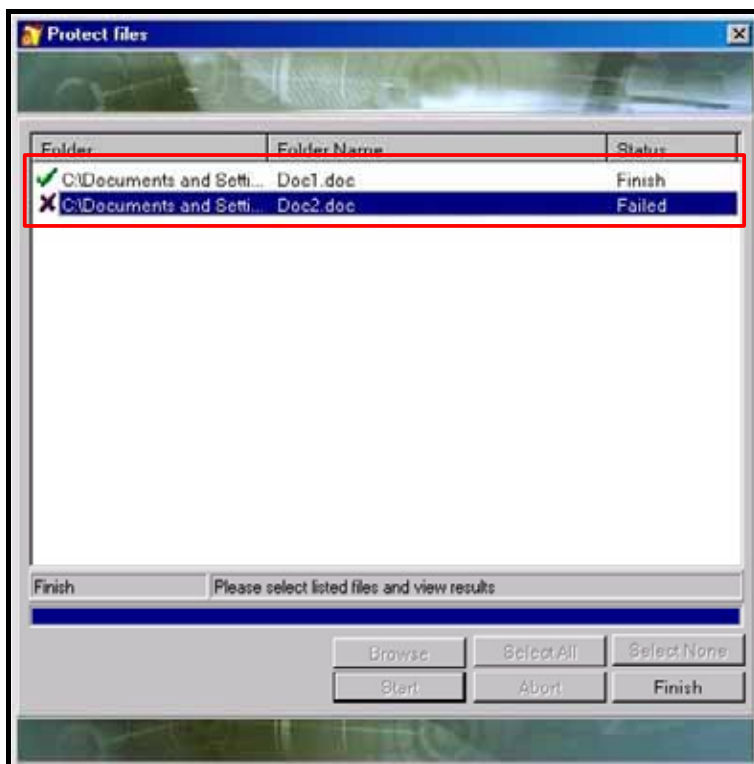 Protect files
Folder Folder Name Status
C:\Documents and Setti... Doc1.doc Finish
C:\Documents and Setti... Doc2.doc Failed
Finish Please select listed files and view results
Browse Select All Select None
Start Abort Finish